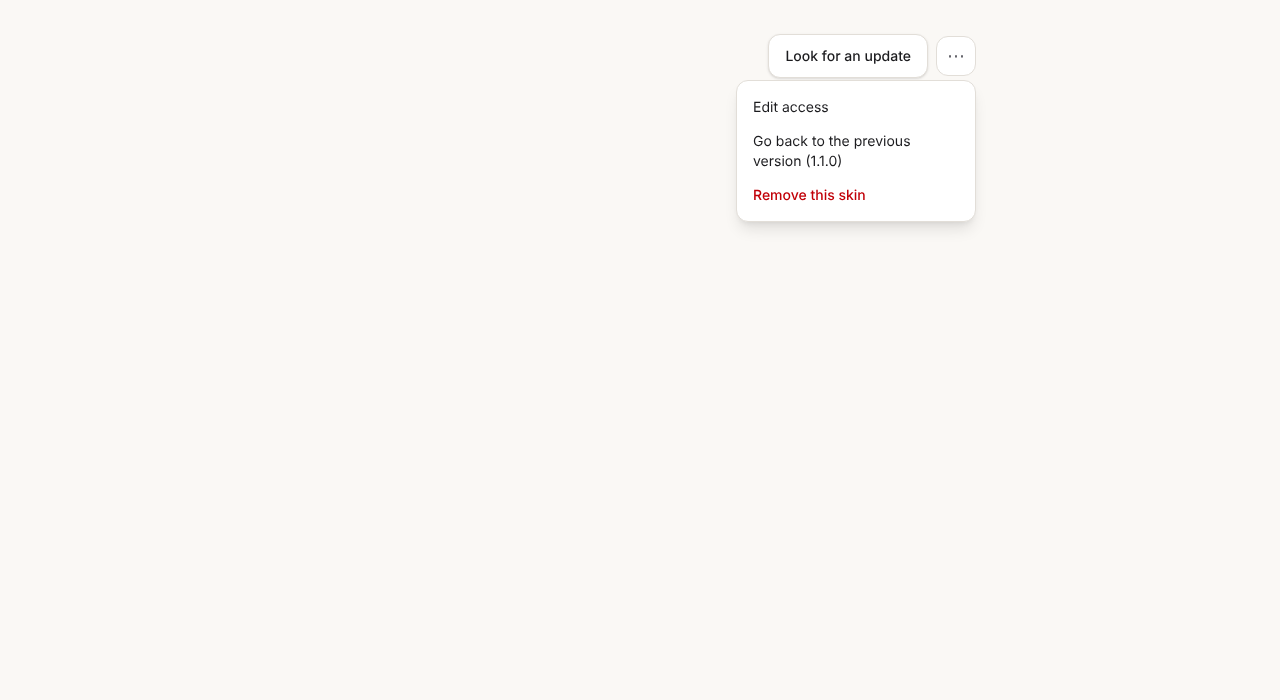 Look for an update
Edit access
Go back to the previous
version (1.1.0)
Remove this skin